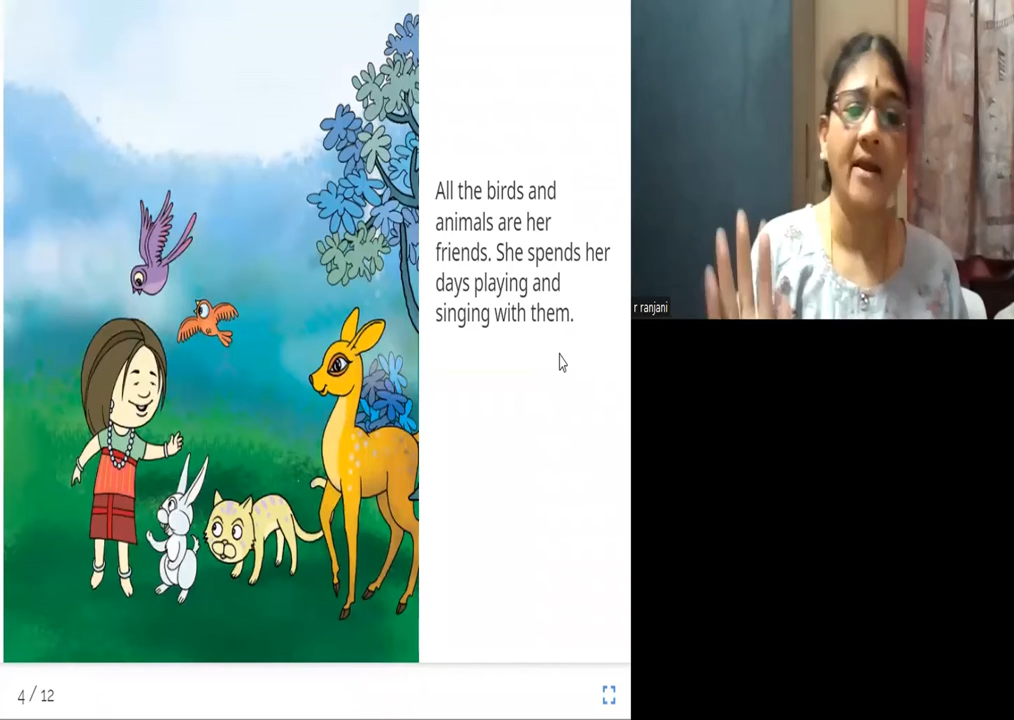 All the birds and
animals are her
friends. She spends her
days playing and
singing with them.
r ranjani
4 / 12